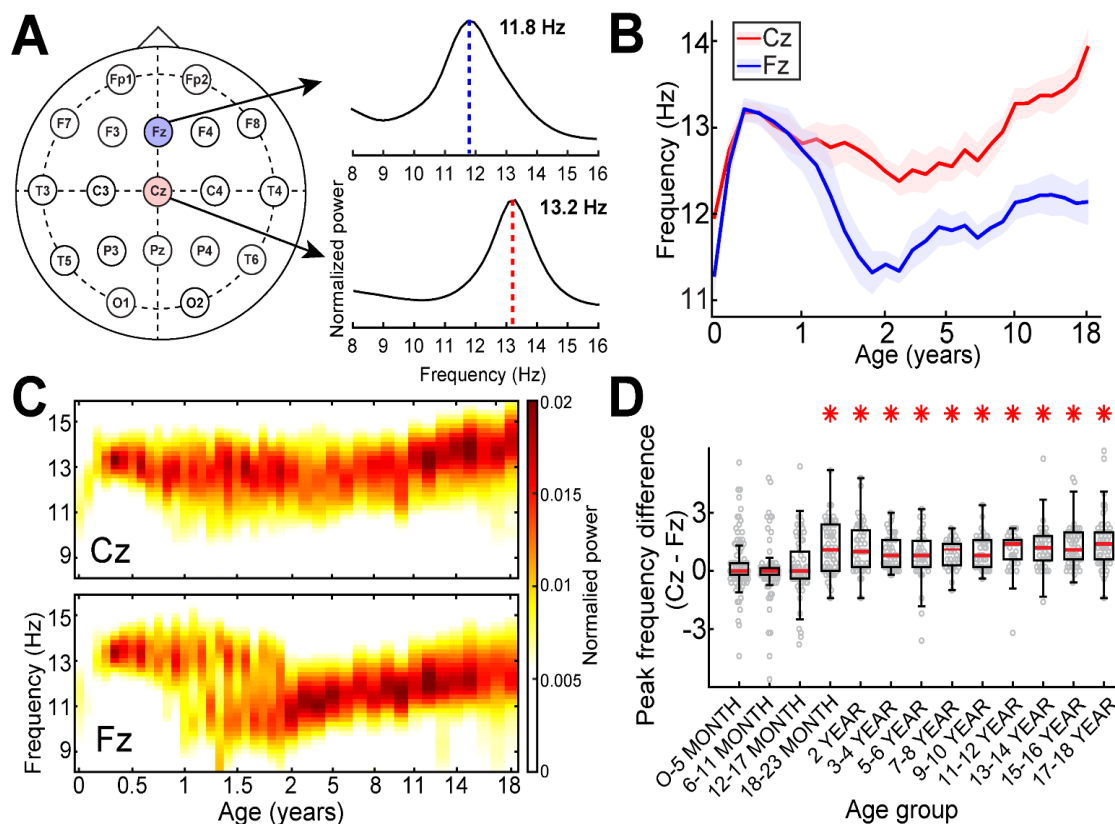 A
Fp1 Fp2
F7 F3 Fz F4 F8
T3 C3 Cz C4 T4
T5 P3 Pz P4 T6
O1 O2
11.8 Hz
8 9 10 11 12 13 14 15 16
13.2 Hz
Normalized power
8 9 10 11 12 13 14 15 16
Frequency (Hz)
B
Cz
Fz
Frequency (Hz)
14
13
12
11
0 1 2 5 10 18
Age (years)
C
15
13
11
9
Cz
15
13
11
9
Fz
Frequency (Hz)
0 0.5 1 1.5 2 5 8 11 14 18
Age (years)
0.02
0.015
0.01
0.005
0
Normalied power
D
* * * * * * * * * *
Peak frequency difference
(Cz - Fz)
3
0
-3
O-5 MONTH
6-11 MONTH
12-17 MONTH
18-23 MONTH
2 YEAR
3-4 YEAR
5-6 YEAR
7-8 YEAR
9-10 YEAR
11-12 YEAR
13-14 YEAR
15-16 YEAR
17-18 YEAR
Age group